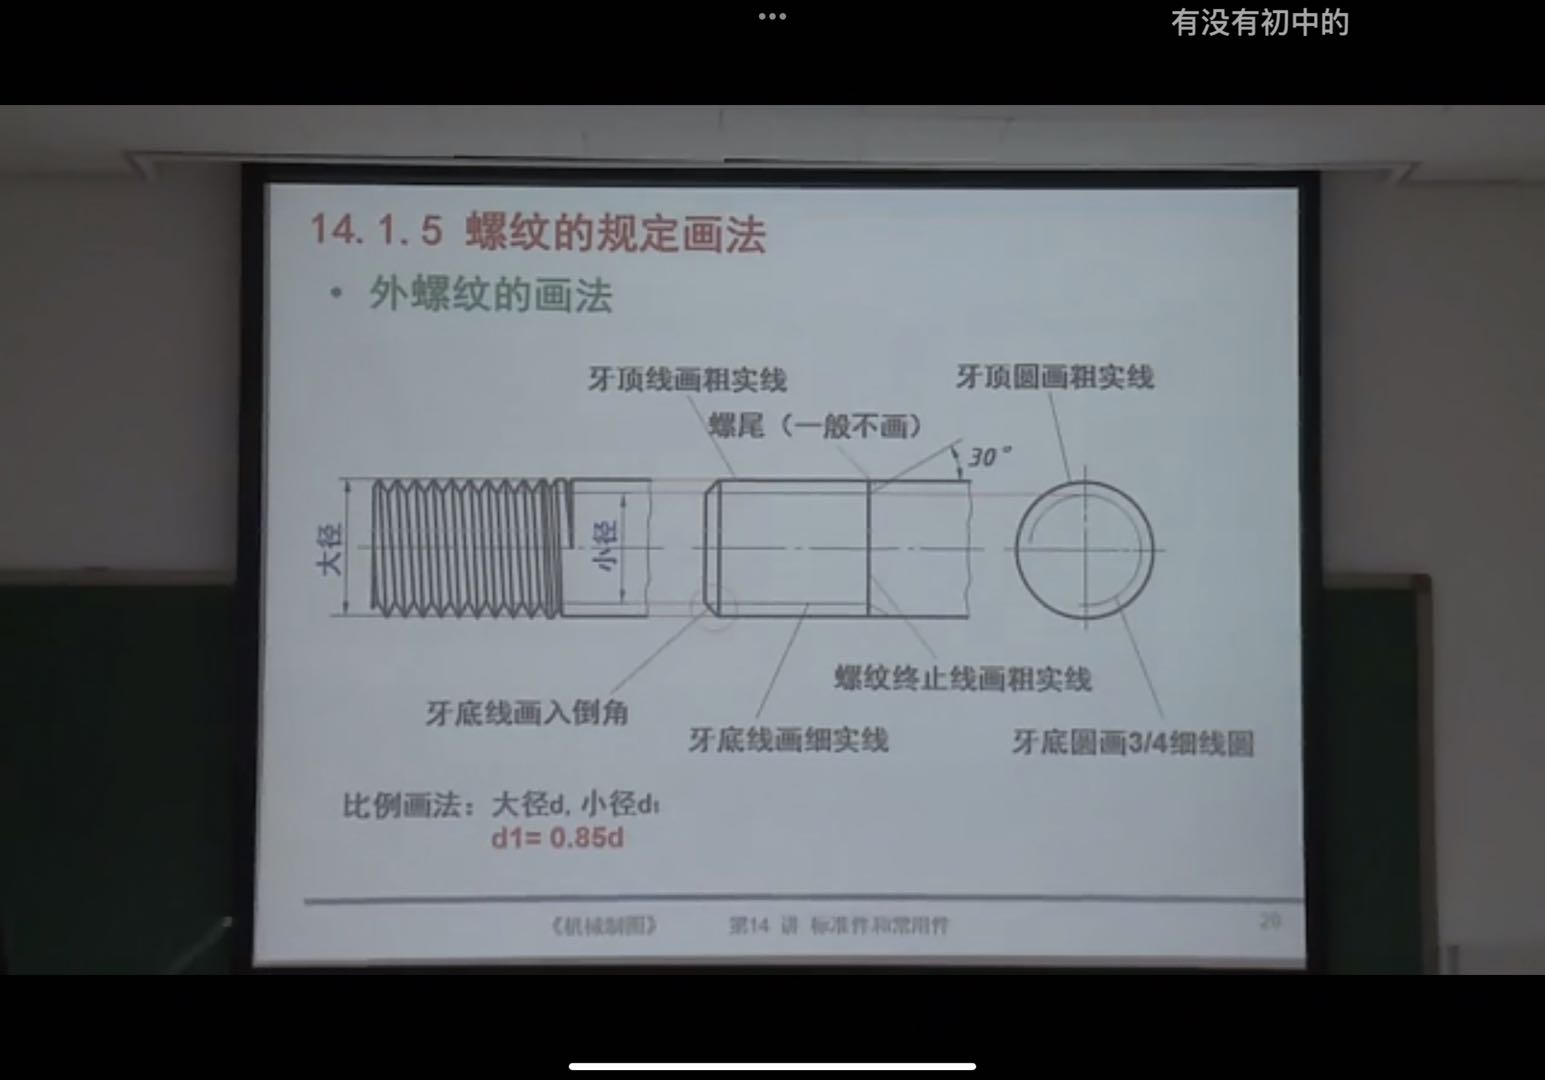 有没有初中的
14.1.5 螺纹的规定画法
• 外螺纹的画法
牙顶线画粗实线
牙顶圆画粗实线
螺尾（一般不画）
30°
大径
小径
螺纹终止线画粗实线
牙底线画入倒角
牙底线画细实线
牙底圆画3/4细线圆
比例画法：大径d, 小径d₁
d1= 0.85d
《机械制图》 第14 讲 标准件和常用件 20